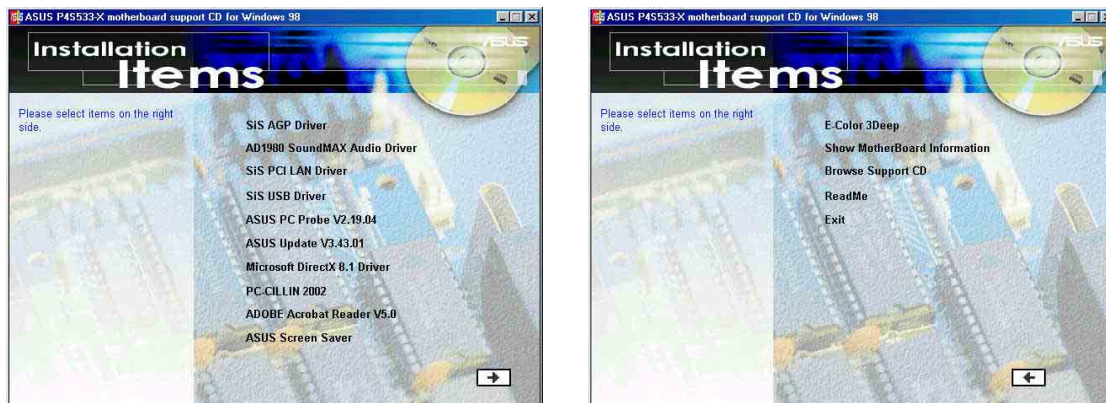 ASUS P4S533-X motherboard support CD for Windows 98
Installation
Items
ASUS
Please select items on the right
side.
SiS AGP Driver
AD1980 SoundMAX Audio Driver
SiS PCI LAN Driver
SiS USB Driver
ASUS PC Probe V2.19.04
ASUS Update V3.43.01
Microsoft DirectX 8.1 Driver
PC-CILLIN 2002
ADOBE Acrobat Reader V5.0
ASUS Screen Saver
ASUS P4S533-X motherboard support CD for Windows 98
Installation
Items
ASUS
Please select items on the right
side.
E-Color 3Deep
Show MotherBoard Information
Browse Support CD
ReadMe
Exit